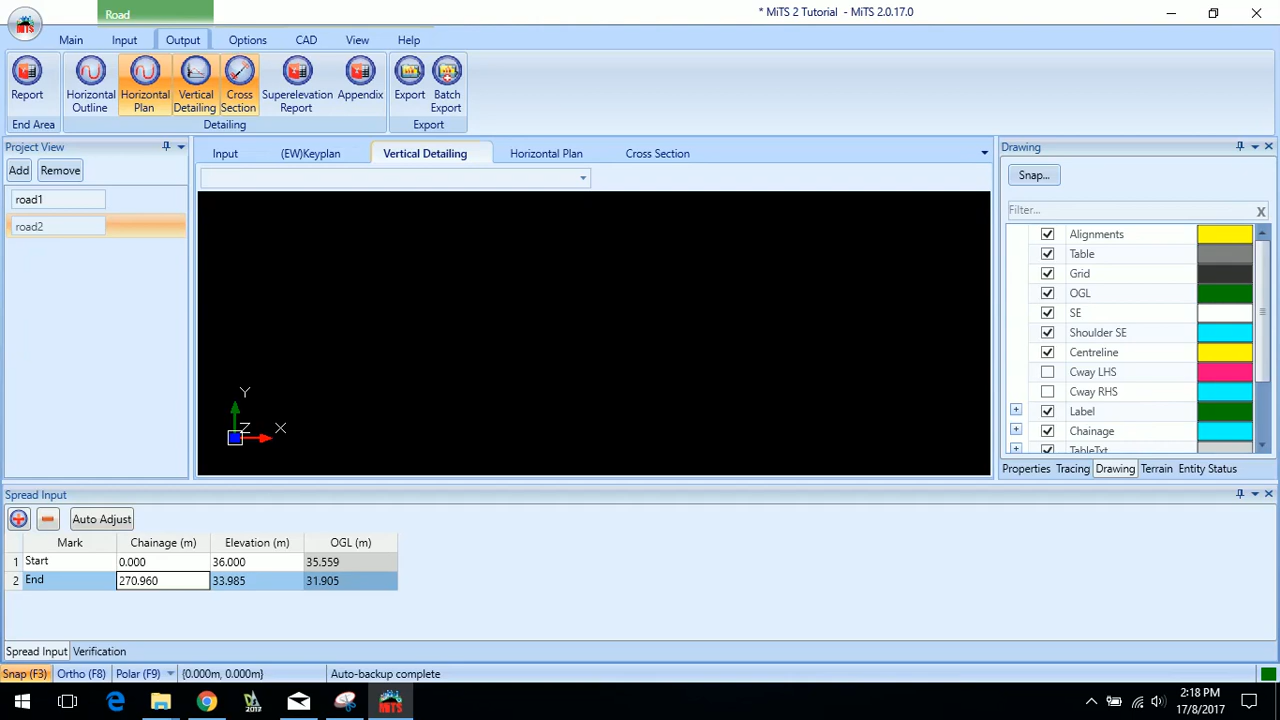 Road
* MiTS 2 Tutorial - MiTS 2.0.17.0
MiTS
Main Input Output Options CAD View Help
Report
Horizontal Outline
Horizontal Plan
Vertical Detailing
Cross Section
Superelevation Report
Appendix
Export
Batch Export
End Area Detailing Export
Project View
Add Remove
road1
road2
Input (EW)Keyplan Vertical Detailing Horizontal Plan Cross Section
Y
Z X
Drawing
Snap...
Filter... X
Alignments
Table
Grid
OGL
SE
Shoulder SE
Centreline
Cway LHS
Cway RHS
Label
Chainage
TableTxt
Properties Tracing Drawing Terrain Entity Status
Spread Input
Auto Adjust
Mark Chainage (m) Elevation (m) OGL (m)
1 Start 0.000 36.000 35.559
2 End 270.960 33.985 31.905
Spread Input Verification
Snap (F3) Ortho (F8) Polar (F9) {0.000m, 0.000m} Auto-backup complete
2017
MiTS
2:18 PM
17/8/2017